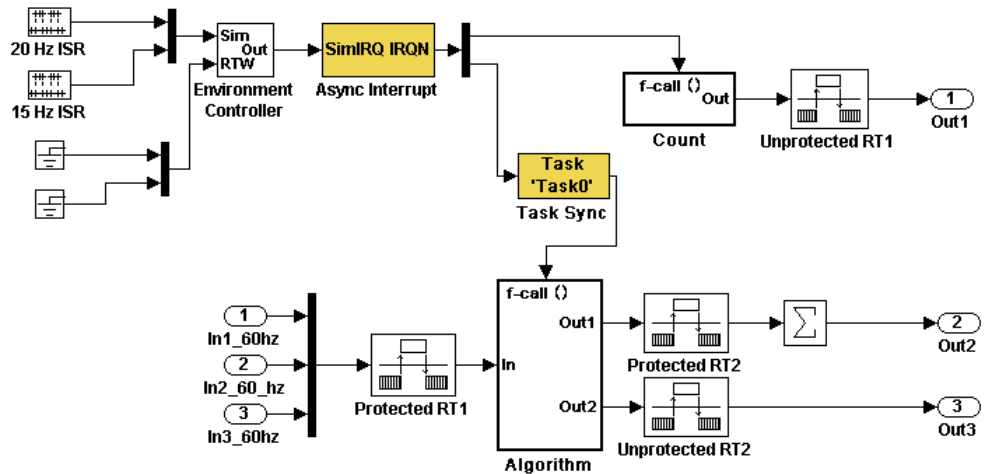 20 Hz ISR
15 Hz ISR
Sim
Out
RTW
Environment
Controller
SimIRQ IRQN
Async Interrupt
f-call ()
Out
Count
Unprotected RT1
1
Out1
Task
'Task0'
Task Sync
1
In1_60hz
2
In2_60_hz
3
In3_60hz
Protected RT1
f-call ()
In
Out1
Out2
Algorithm
Protected RT2
Σ
2
Out2
Unprotected RT2
3
Out3